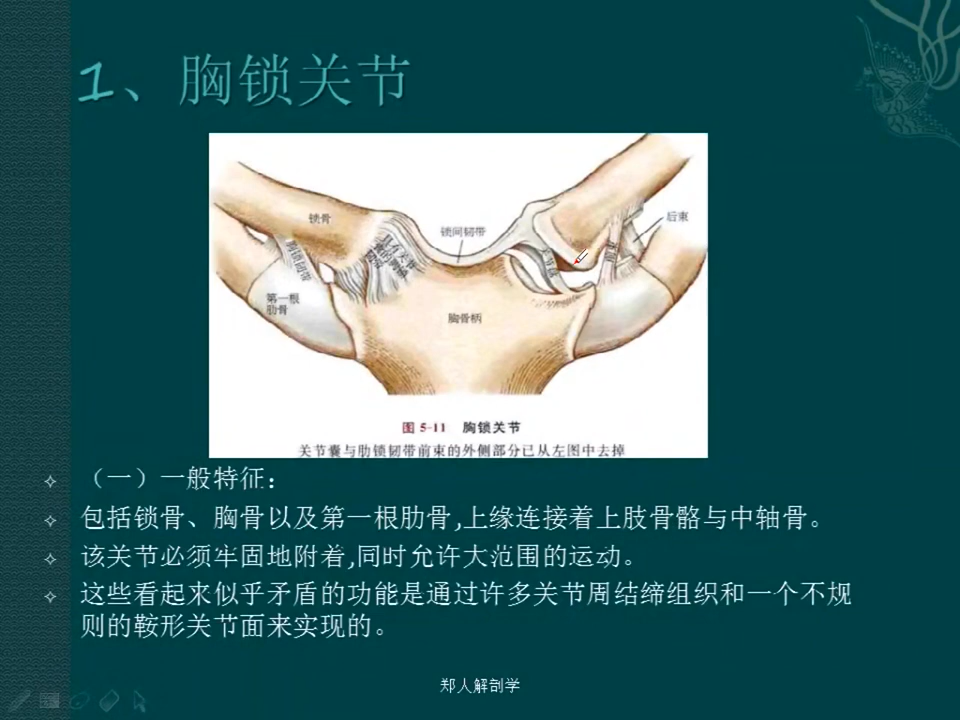 1、胸锁关节
锁骨
锁间韧带
后束
第一根
肋骨
胸骨柄
图 5-11 胸锁关节
关节囊与肋锁韧带前束的外侧部分已从左图中去掉
（一）一般特征：
包括锁骨、胸骨以及第一根肋骨,上缘连接着上肢骨骼与中轴骨。
该关节必须牢固地附着,同时允许大范围的运动。
这些看起来似乎矛盾的功能是通过许多关节周结缔组织和一个不规
则的鞍形关节面来实现的。
郑人解剖学